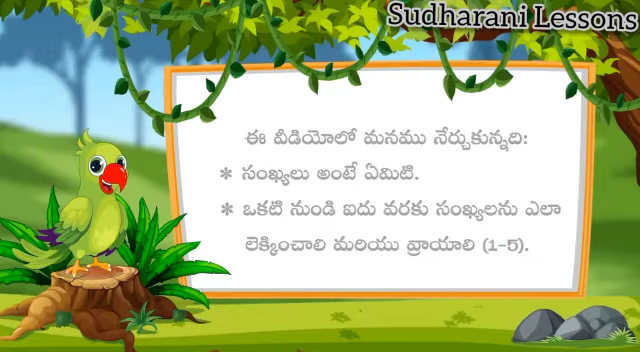 Sudharani Lessons
ఈ వీడియోలో మనము నేర్చుకున్నది:
* సంఖ్యలు అంటే ఏమిటి.
* ఒకటి నుండి ఐదు వరకు సంఖ్యలను ఎలా
లెక్కించాలి మరియు వ్రాయాలి (1-5).